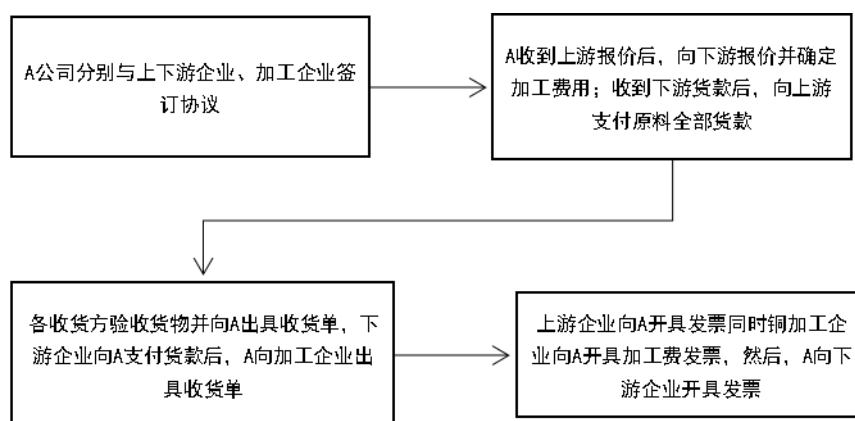 A公司分别与上下游企业、加工企业签
订协议
A收到上游报价后，向下游报价并确定
加工费用；收到下游货款后，向上游
支付原料全部货款
各收货方验收货物并向A出具收货单，下
游企业向A支付货款后，A向加工企业出
具收货单
上游企业向A开具发票同时铜加工企
业向A开具加工费发票，然后，A向下
游企业开具发票